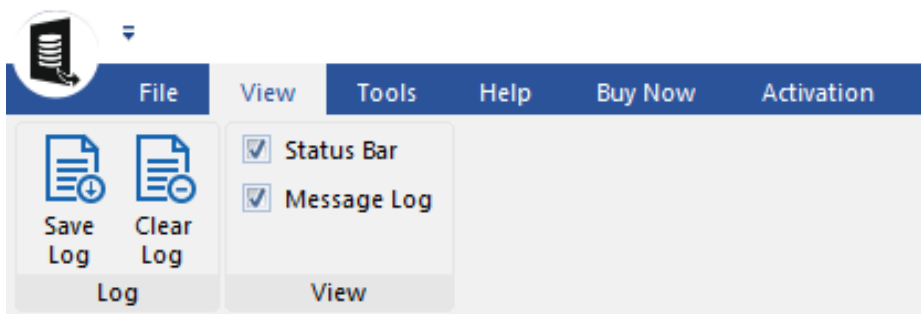 File View Tools Help Buy Now Activation
Save Log
Clear Log
Log
Status Bar
Message Log
View